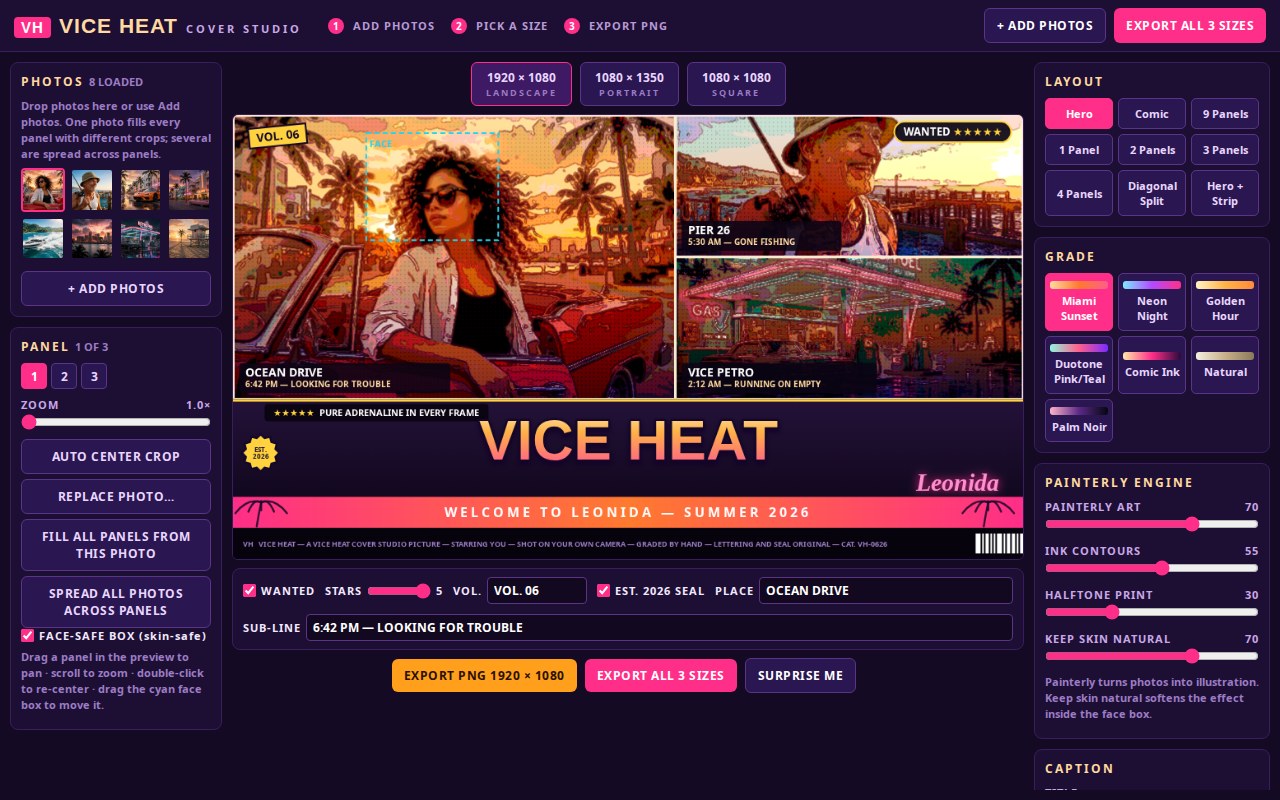 VH VICE HEAT COVER STUDIO
1 ADD PHOTOS 2 PICK A SIZE 3 EXPORT PNG
+ ADD PHOTOS
EXPORT ALL 3 SIZES
PHOTOS 8 LOADED
Drop photos here or use Add
photos. One photo fills every
panel with different crops; several
are spread across panels.
+ ADD PHOTOS
PANEL 1 OF 3
1 2 3
ZOOM 1.0×
AUTO CENTER CROP
REPLACE PHOTO...
FILL ALL PANELS FROM
THIS PHOTO
SPREAD ALL PHOTOS
ACROSS PANELS
FACE-SAFE BOX (skin-safe)
Drag a panel in the preview to
pan · scroll to zoom · double-click
to re-center · drag the cyan face
box to move it.
1920 × 1080
LANDSCAPE
1080 × 1350
PORTRAIT
1080 × 1080
SQUARE
VOL. 06
FACE
WANTED ★★★★★
OCEAN DRIVE
6:42 PM — LOOKING FOR TROUBLE
PIER 26
5:30 AM — GONE FISHING
GAS
VICE PETRO
2:12 AM — RUNNING ON EMPTY
★★★★★ PURE ADRENALINE IN EVERY FRAME
EST.
2026
VICE HEAT
Leonida
WELCOME TO LEONIDA — SUMMER 2026
VH VICE HEAT — A VICE HEAT COVER STUDIO PICTURE — STARRING YOU — SHOT ON YOUR OWN CAMERA — GRADED BY HAND — LETTERING AND SEAL ORIGINAL — CAT. VH-0626
WANTED STARS 5 VOL. VOL. 06 EST. 2026 SEAL PLACE OCEAN DRIVE
SUB-LINE 6:42 PM — LOOKING FOR TROUBLE
EXPORT PNG 1920 × 1080
EXPORT ALL 3 SIZES
SURPRISE ME
LAYOUT
Hero
Comic
9 Panels
1 Panel
2 Panels
3 Panels
4 Panels
Diagonal
Split
Hero +
Strip
GRADE
Miami
Sunset
Neon
Night
Golden
Hour
Duotone
Pink/Teal
Comic Ink
Natural
Palm Noir
PAINTERLY ENGINE
PAINTERLY ART 70
INK CONTOURS 55
HALFTONE PRINT 30
KEEP SKIN NATURAL 70
Painterly turns photos into illustration.
Keep skin natural softens the effect
inside the face box.
CAPTION